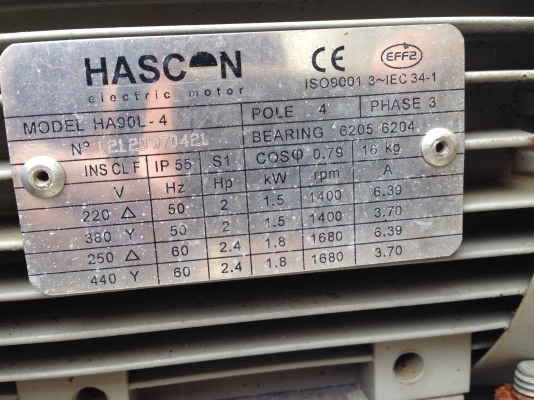 HASCON
electric motor
CE EFF2
ISO9001 3~IEC 34-1
MODEL HA90L-4 POLE 4 PHASE 3
Nº BEARING 6205 6204
INS CL F IP 55 S1 COSφ 0.79 16 kg
V Hz Hp kW rpm A
220 Δ 50 2 1.5 1400 6.39
380 Y 50 2 1.5 1400 3.70
250 Δ 60 2.4 1.8 1680 6.39
440 Y 60 2.4 1.8 1680 3.70